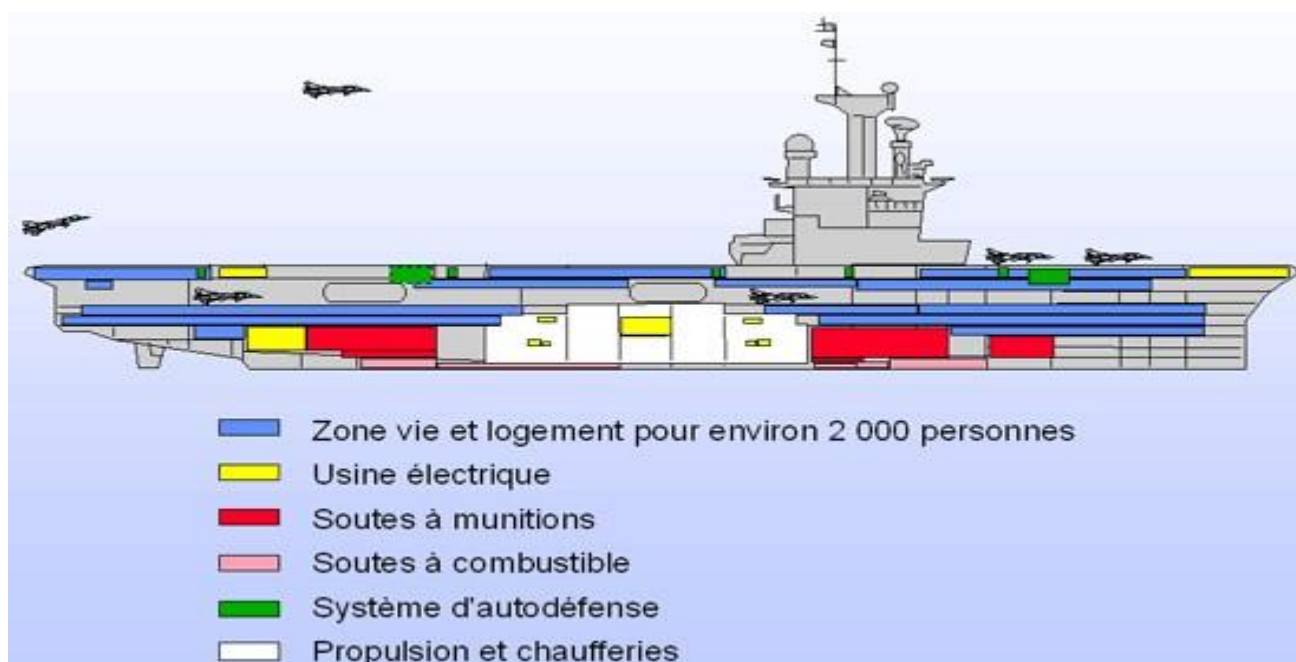 Zone vie et logement pour environ 2 000 personnes
Usine électrique
Soutes à munitions
Soutes à combustible
Système d'autodéfense
Propulsion et chaufferies